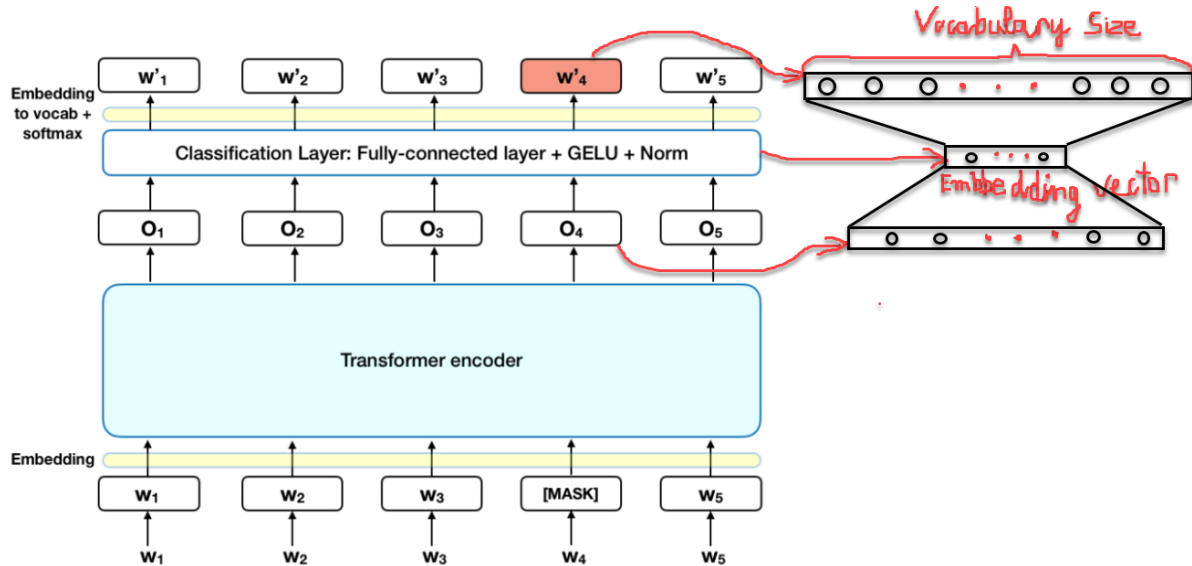 Vocabulary Size
w'1 w'2 w'3 w'4 w'5
Embedding
to vocab +
softmax
Classification Layer: Fully-connected layer + GELU + Norm
Embedding vector
O1 O2 O3 O4 O5
Transformer encoder
Embedding
W1 W2 W3 [MASK] W5
W1 W2 W3 W4 W5